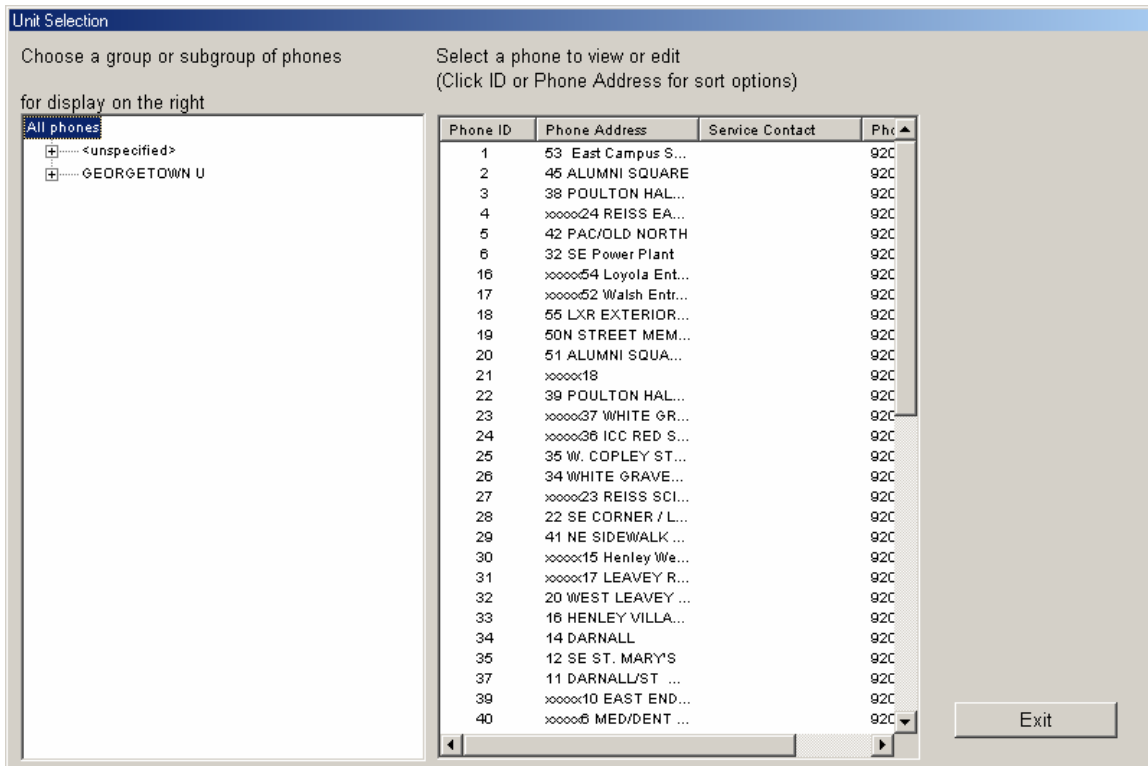 Unit Selection
Choose a group or subgroup of phones
for display on the right
All phones
<unspecified>
GEORGETOWN U
Select a phone to view or edit
(Click ID or Phone Address for sort options)
Phone ID Phone Address Service Contact Phc
1 53 East Campus S... 920
2 45 ALUMNI SQUARE 920
3 38 POULTON HAL... 920
4 xxxxx24 REISS EA... 920
5 42 PAC/OLD NORTH 920
6 32 SE Power Plant 920
16 xxxxx54 Loyola Ent... 920
17 xxxxx52 Walsh Entr... 920
18 55 LXR EXTERIOR... 920
19 50N STREET MEM... 920
20 51 ALUMNI SQUA... 920
21 xxxxx18 920
22 39 POULTON HAL... 920
23 xxxxx37 WHITE GR... 920
24 xxxxx36 ICC RED S... 920
25 35 W. COPLEY ST... 920
26 34 WHITE GRAVE... 920
27 xxxxx23 REISS SCI... 920
28 22 SE CORNER / L... 920
29 41 NE SIDEWALK ... 920
30 xxxxx15 Henley We... 920
31 xxxxx17 LEAVEY R... 920
32 20 WEST LEAVEY ... 920
33 16 HENLEY VILLA... 920
34 14 DARNALL 920
35 12 SE ST. MARY'S 920
37 11 DARNALL/ST ... 920
39 xxxxx10 EAST END... 920
40 xxxxx6 MED/DENT ... 920
Exit